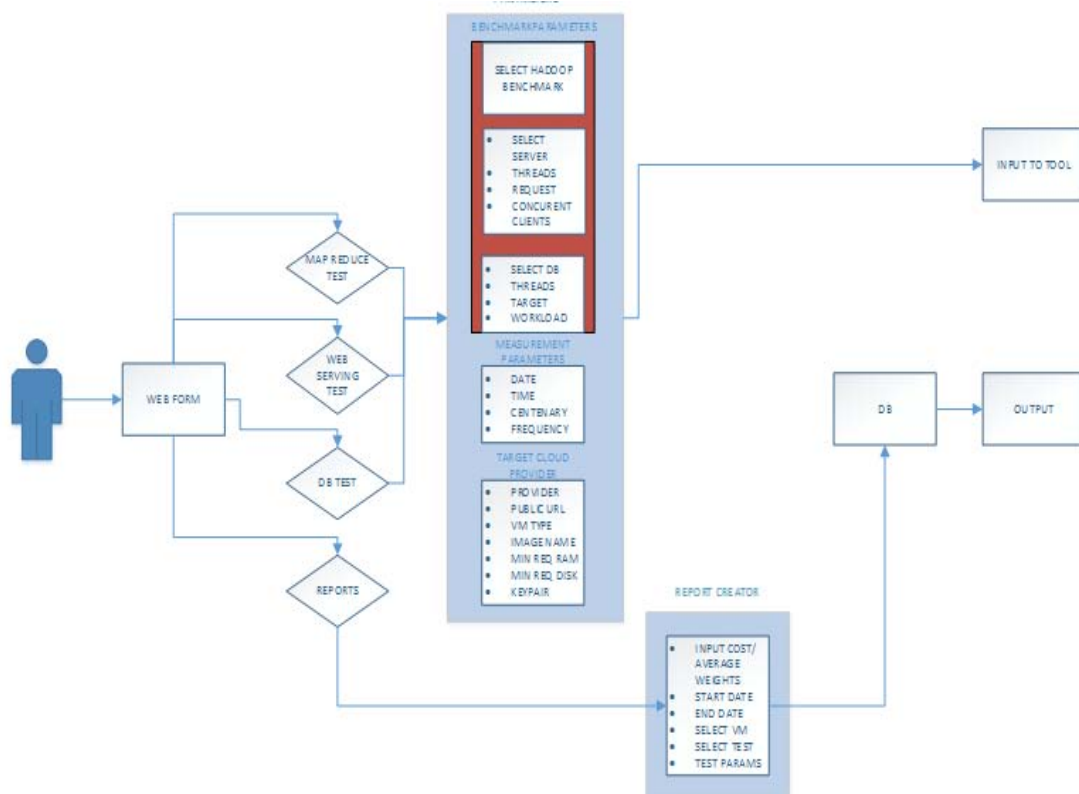 BENCHMARKPARAMETERS
SELECT HADOOP
BENCHMARK
• SELECT
SERVER
• THREADS
• REQUEST
• CONCURENT
CLIENTS
• SELECT DB
• THREADS
• TARGET
• WORKLOAD
MEASUREMENT
PARAMETERS
• DATE
• TIME
• CENTENARY
• FREQUENCY
TARGET CLOUD
PROVIDER
• PROVIDER
• PUBLIC URL
• VM TYPE
• IMAGE NAME
• MIN REQ RAM
• MIN REQ DISK
• KEYPAIR
INPUT TO TOOL
MAP REDUCE
TEST
WEB
SERVING
TEST
WEB FORM
DB TEST
REPORTS
DB
OUTPUT
REPORT CREATOR
• INPUT COST/
AVERAGE
WEIGHTS
• START DATE
• END DATE
• SELECT VM
• SELECT TEST
• TEST PARAMS